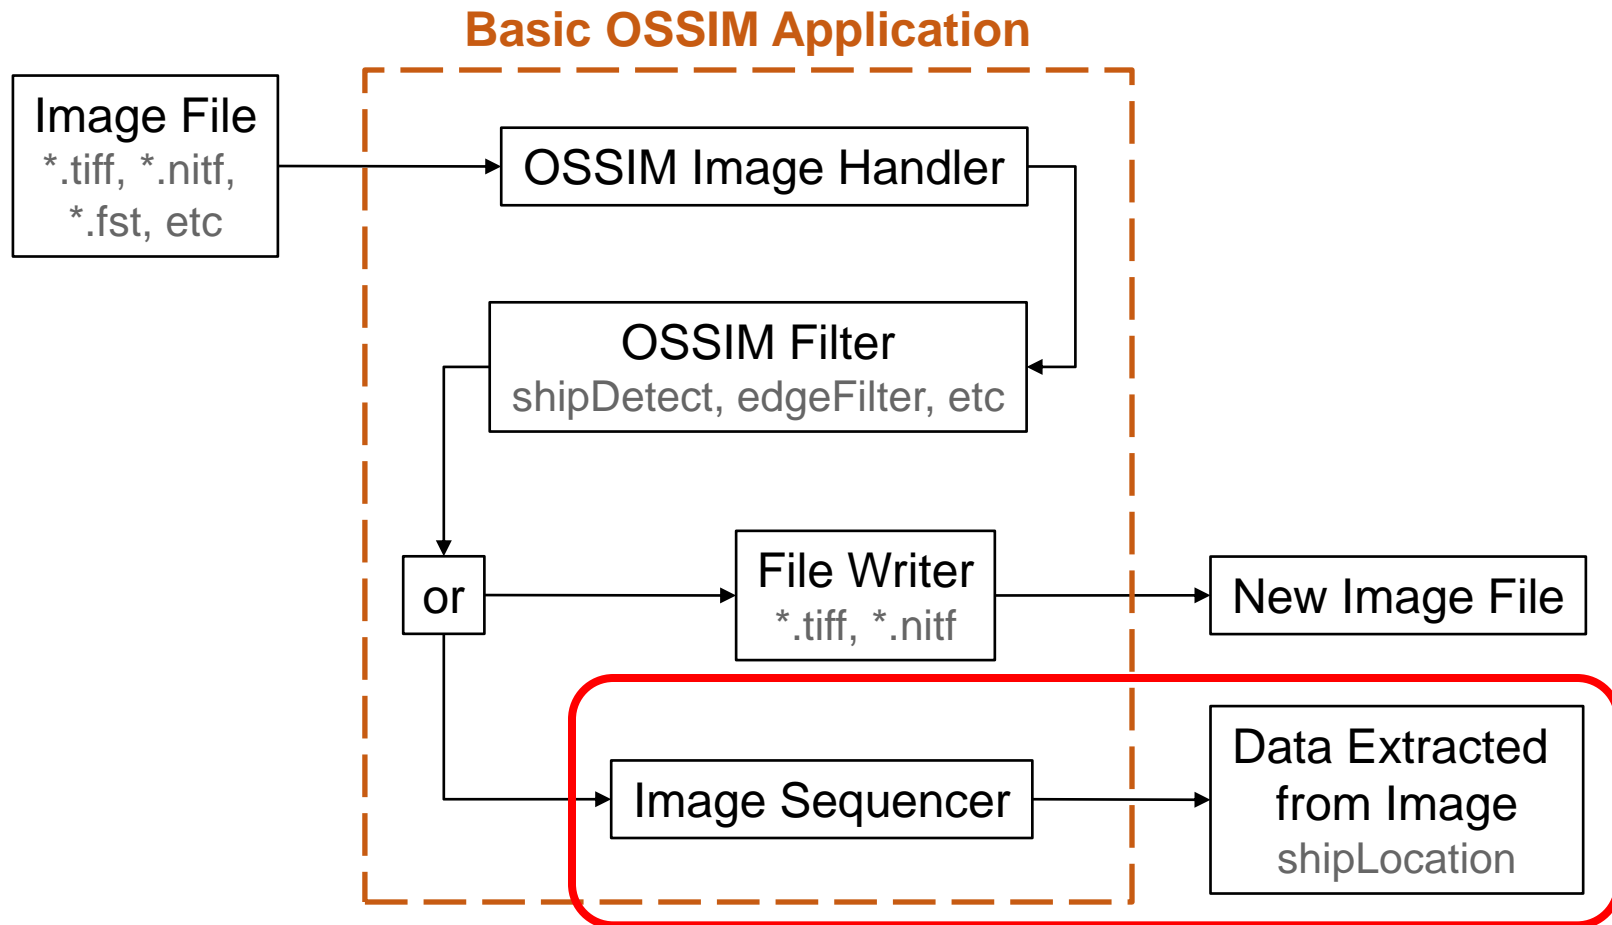 Basic OSSIM Application
Image File
*.tiff, *.nitf,
*.fst, etc
OSSIM Image Handler
OSSIM Filter
shipDetect, edgeFilter, etc
or
File Writer
*.tiff, *.nitf
New Image File
Image Sequencer
Data Extracted
from Image
shipLocation